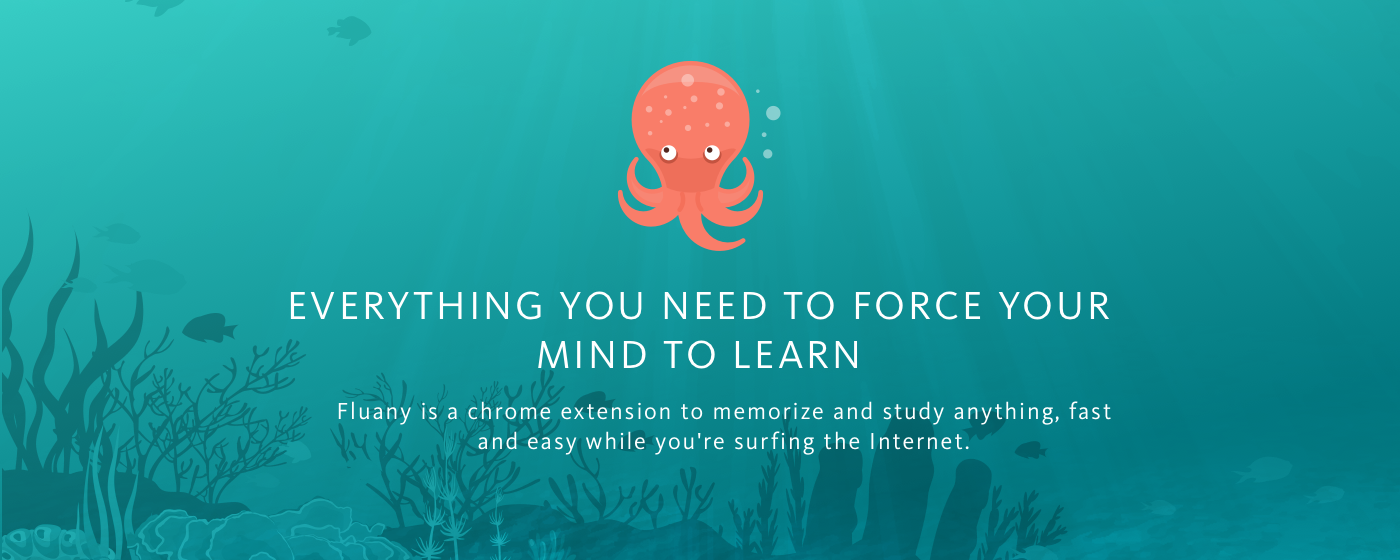 EVERYTHING YOU NEED TO FORCE YOUR
MIND TO LEARN
Fluany is a chrome extension to memorize and study anything, fast
and easy while you're surfing the Internet.